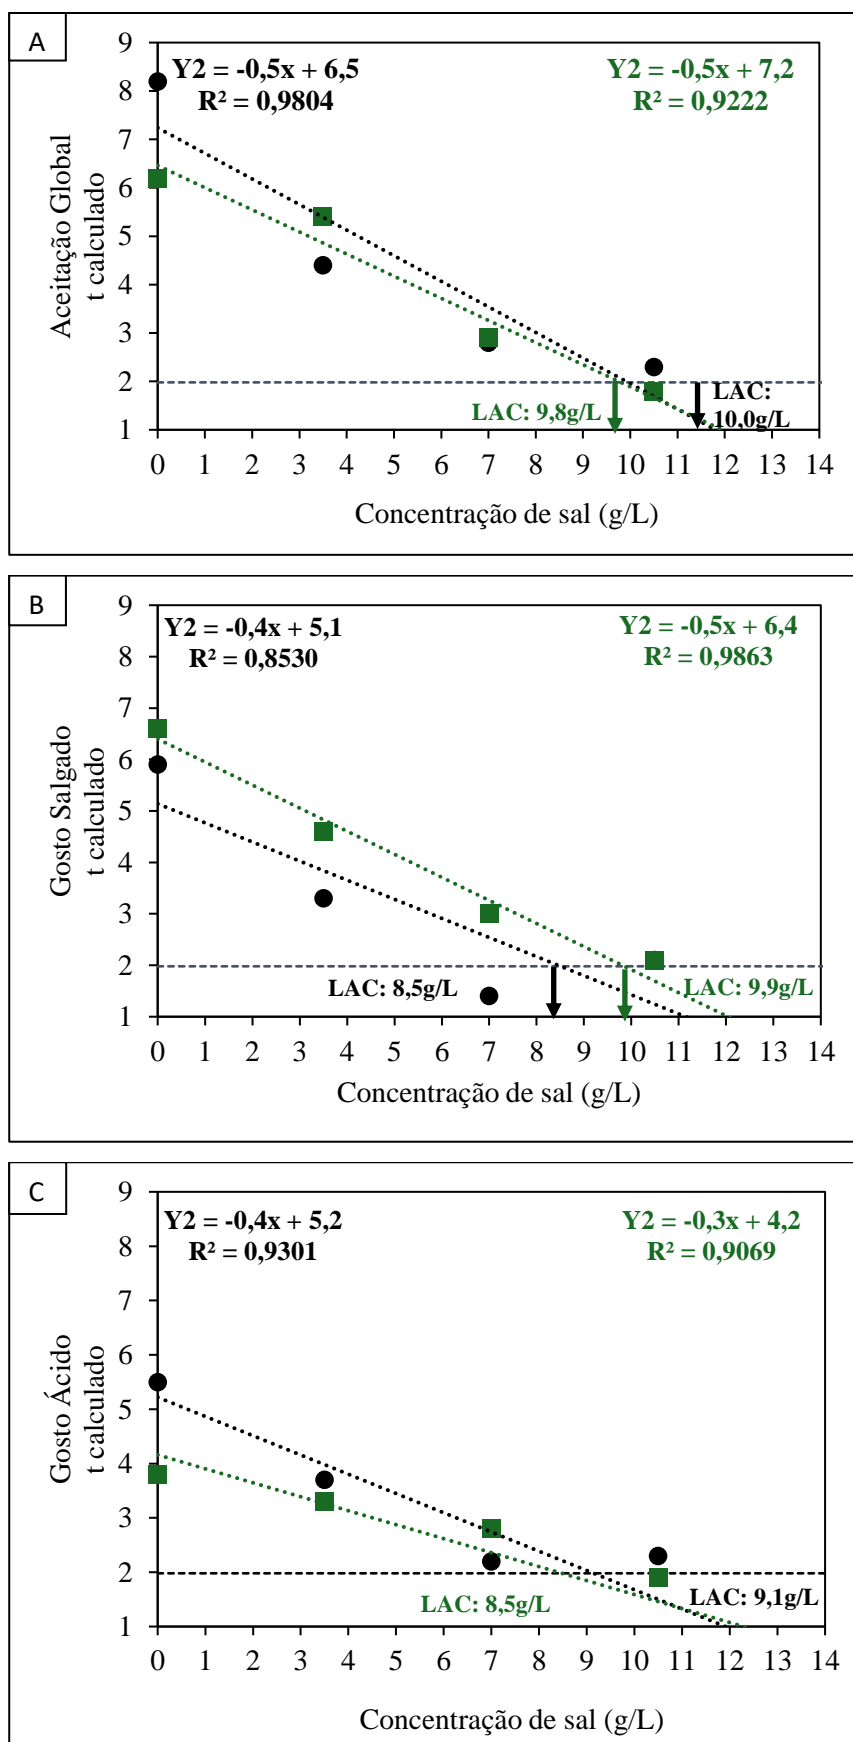 A
Y2 = -0,5x + 6,5
R² = 0,9804
Y2 = -0,5x + 7,2
R² = 0,9222
Aceitação Global
t calculado
9
8
7
6
5
4
3
2
1
LAC: 9,8g/L
LAC:
10,0g/L
0 1 2 3 4 5 6 7 8 9 10 11 12 13 14
Concentração de sal (g/L)
B
Y2 = -0,4x + 5,1
R² = 0,8530
Y2 = -0,5x + 6,4
R² = 0,9863
Gosto Salgado
t calculado
9
8
7
6
5
4
3
2
1
LAC: 8,5g/L
LAC: 9,9g/L
0 1 2 3 4 5 6 7 8 9 10 11 12 13 14
Concentração de sal (g/L)
C
Y2 = -0,4x + 5,2
R² = 0,9301
Y2 = -0,3x + 4,2
R² = 0,9069
Gosto Ácido
t calculado
9
8
7
6
5
4
3
2
1
LAC: 8,5g/L
LAC: 9,1g/L
0 1 2 3 4 5 6 7 8 9 10 11 12 13 14
Concentração de sal (g/L)